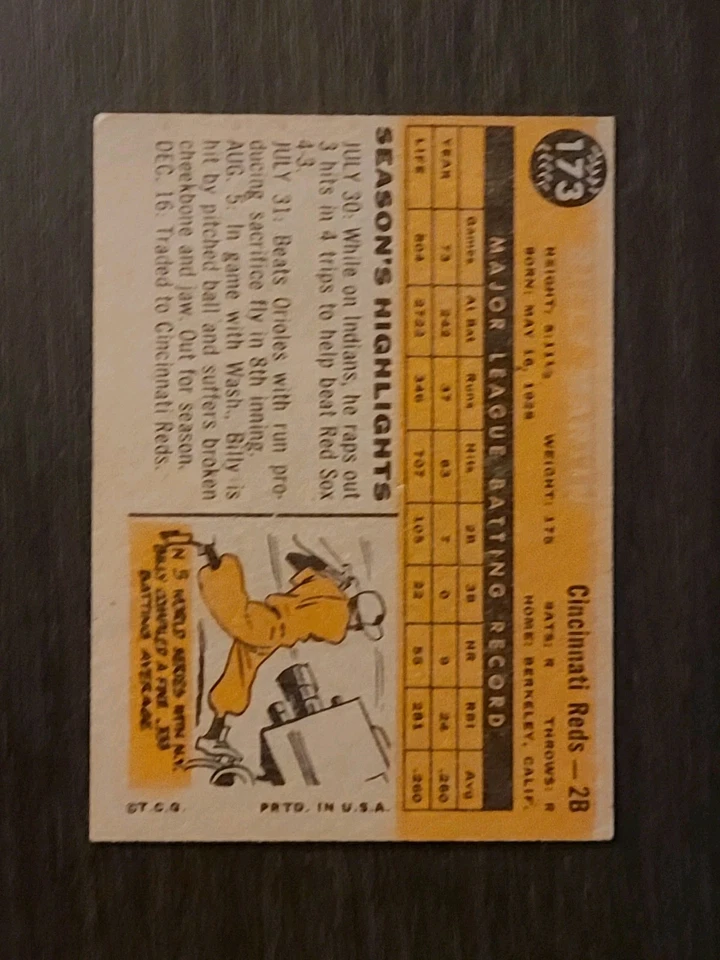 173
BILLY MARTIN
Cincinnati Reds — 2B
HEIGHT: 5:11½ WEIGHT: 175 BATS: R THROWS: R
BORN: MAY 16, 1928 HOME: BERKELEY, CALIF.
MAJOR LEAGUE BATTING RECORD
Games At Bat Runs Hits 2B 3B HR RBI Avg
YEAR 73 242 37 63 7 0 9 24 .260
LIFE 804 2722 346 707 105 22 55 281 .260
SEASON'S HIGHLIGHTS
JULY 30: While on Indians, he raps out
3 hits in 4 trips to help beat Red Sox
4-3.
JULY 31: Beats Orioles with run pro-
ducing sacrifice fly in 8th inning.
AUG. 5: In game with Wash., Billy is
hit by pitched ball and suffers broken
cheekbone and jaw. Out for season.
DEC. 16: Traded to Cincinnati Reds.
IN 5 WORLD SERIES WITH N.Y.
BILLY COMPILED A FINE .333
BATTING AVERAGE
©T.C.G. PRTD. IN U.S.A.